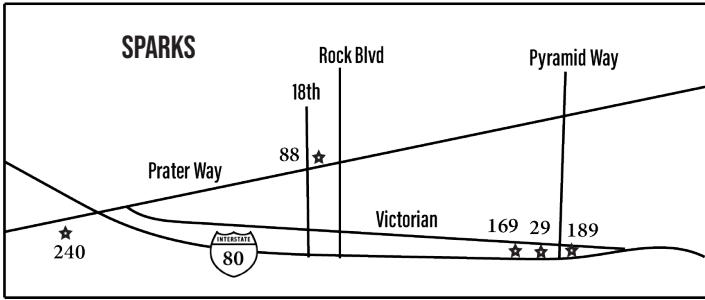 SPARKS
Rock Blvd
Pyramid Way
18th
88
Prater Way
Victorian
169 29 189
240
INTERSTATE
80